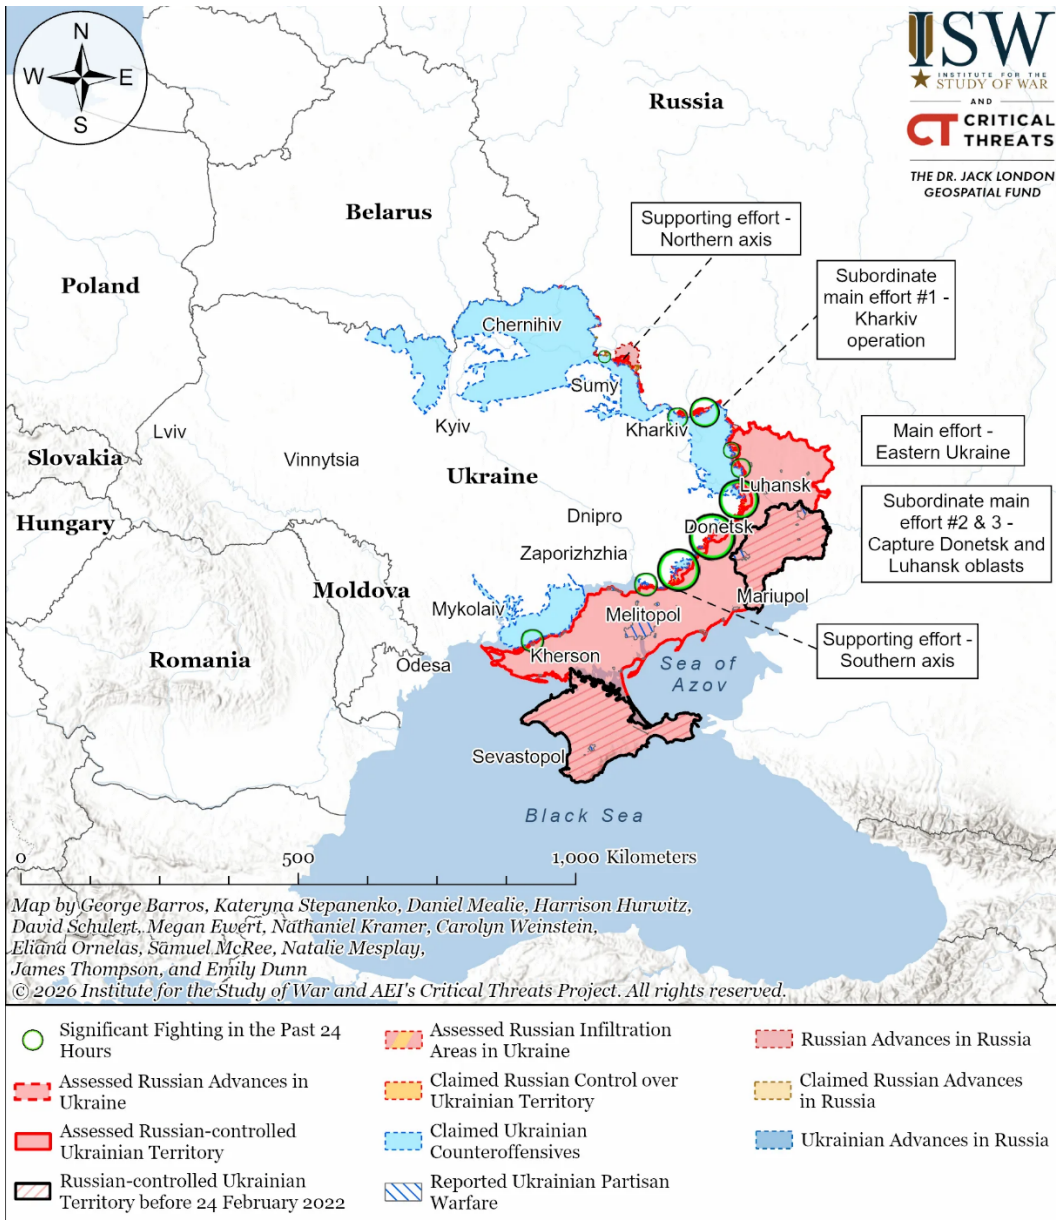 N
W
E
S
ISW
INSTITUTE FOR THE
STUDY OF WAR
AND
CT CRITICAL
THREATS
THE DR. JACK LONDON
GEOSPATIAL FUND
Russia
Belarus
Poland
Supporting effort -
Northern axis
Subordinate
main effort #1 -
Kharkiv
operation
Chernihiv
Sumy
Kyiv
Kharkiv
Lviv
Main effort -
Eastern Ukraine
Slovakia
Vinnytsia
Ukraine
Luhansk
Subordinate main
effort #2 & 3 -
Capture Donetsk and
Luhansk oblasts
Hungary
Dnipro
Donetsk
Zaporizhzhia
Moldova
Mykolaiv
Melitopol
Mariupol
Supporting effort -
Southern axis
Romania
Odesa
Kherson
Sea of
Azov
Sevastopol
Black Sea
0
500
1,000 Kilometers
Map by George Barros, Kateryna Stepanenko, Daniel Mealie, Harrison Hurwitz,
David Schulert, Megan Ewert, Nathaniel Kramer, Carolyn Weinstein,
Eliana Ornelas, Samuel McRee, Natalie Mesplay,
James Thompson, and Emily Dunn
© 2026 Institute for the Study of War and AEI's Critical Threats Project. All rights reserved.
Significant Fighting in the Past 24
Hours
Assessed Russian Advances in
Ukraine
Assessed Russian-controlled
Ukrainian Territory
Russian-controlled Ukrainian
Territory before 24 February 2022
Assessed Russian Infiltration
Areas in Ukraine
Claimed Russian Control over
Ukrainian Territory
Claimed Ukrainian
Counteroffensives
Reported Ukrainian Partisan
Warfare
Russian Advances in Russia
Claimed Russian Advances
in Russia
Ukrainian Advances in Russia